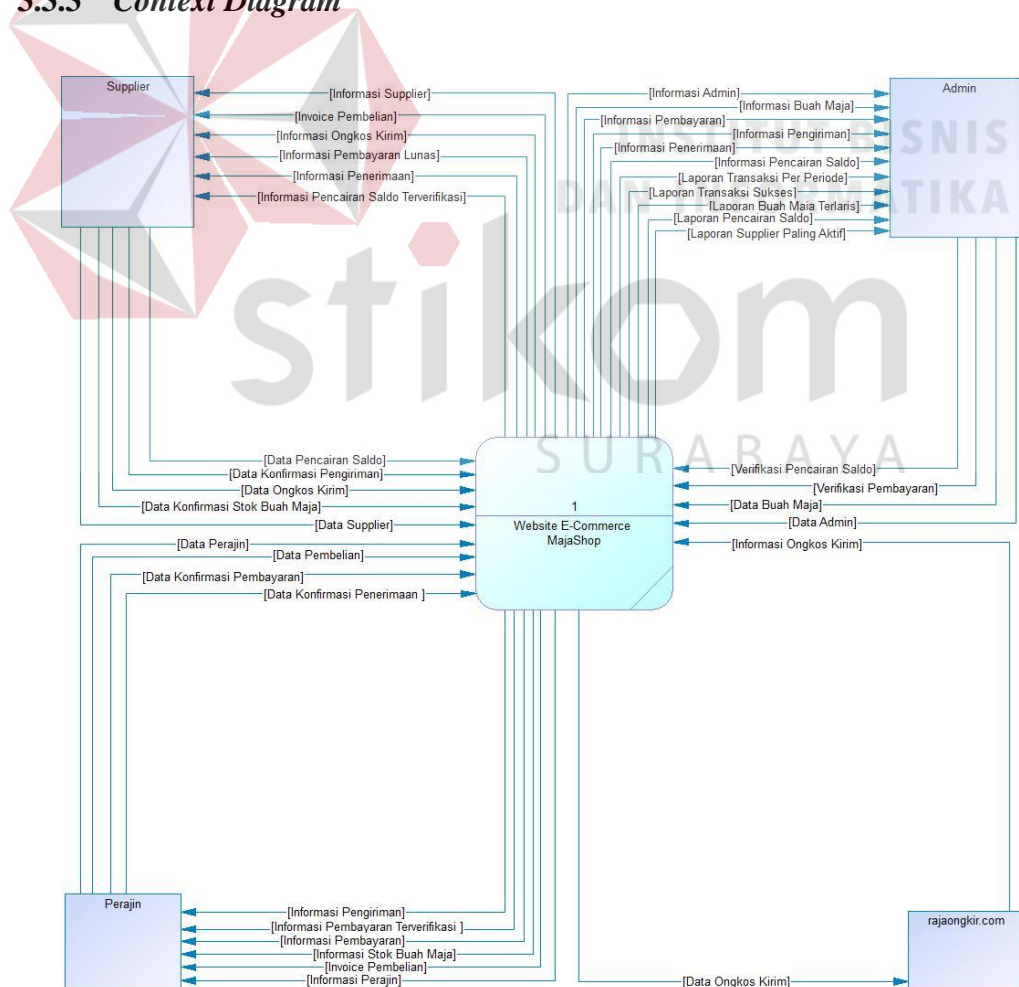 3.3.3 Context Diagram
Supplier
[Informasi Supplier]
[Invoice Pembelian]
[Informasi Ongkos Kirim]
[Informasi Pembayaran Lunas]
[Informasi Penerimaan]
[Informasi Pencairan Saldo Terverifikasi]
Admin
[Informasi Admin]
[Informasi Buah Maja]
[Informasi Pembayaran]
[Informasi Pengiriman]
[Informasi Penerimaan]
[Informasi Pencairan Saldo]
[Laporan Transaksi Per Periode]
[Laporan Transaksi Sukses]
[Laporan Buah Maja Terlaris]
[Laporan Pencairan Saldo]
[Laporan Supplier Paling Aktif]
INSTITUT BISNIS
DAN INFORMATIKA
stikom
SURABAYA
[Data Pencairan Saldo]
[Data Konfirmasi Pengiriman]
[Data Ongkos Kirim]
[Data Konfirmasi Stok Buah Maja]
[Data Supplier]
[Data Perajin]
[Data Pembelian]
[Data Konfirmasi Pembayaran]
[Data Konfirmasi Penerimaan ]
1
Website E-Commerce
MajaShop
[Verifikasi Pencairan Saldo]
[Verifikasi Pembayaran]
[Data Buah Maja]
[Data Admin]
[Informasi Ongkos Kirim]
Perajin
[Informasi Pengiriman]
[Informasi Pembayaran Terverifikasi ]
[Informasi Pembayaran]
[Informasi Stok Buah Maja]
[Invoice Pembelian]
[Informasi Perajin]
rajaongkir.com
[Data Ongkos Kirim]